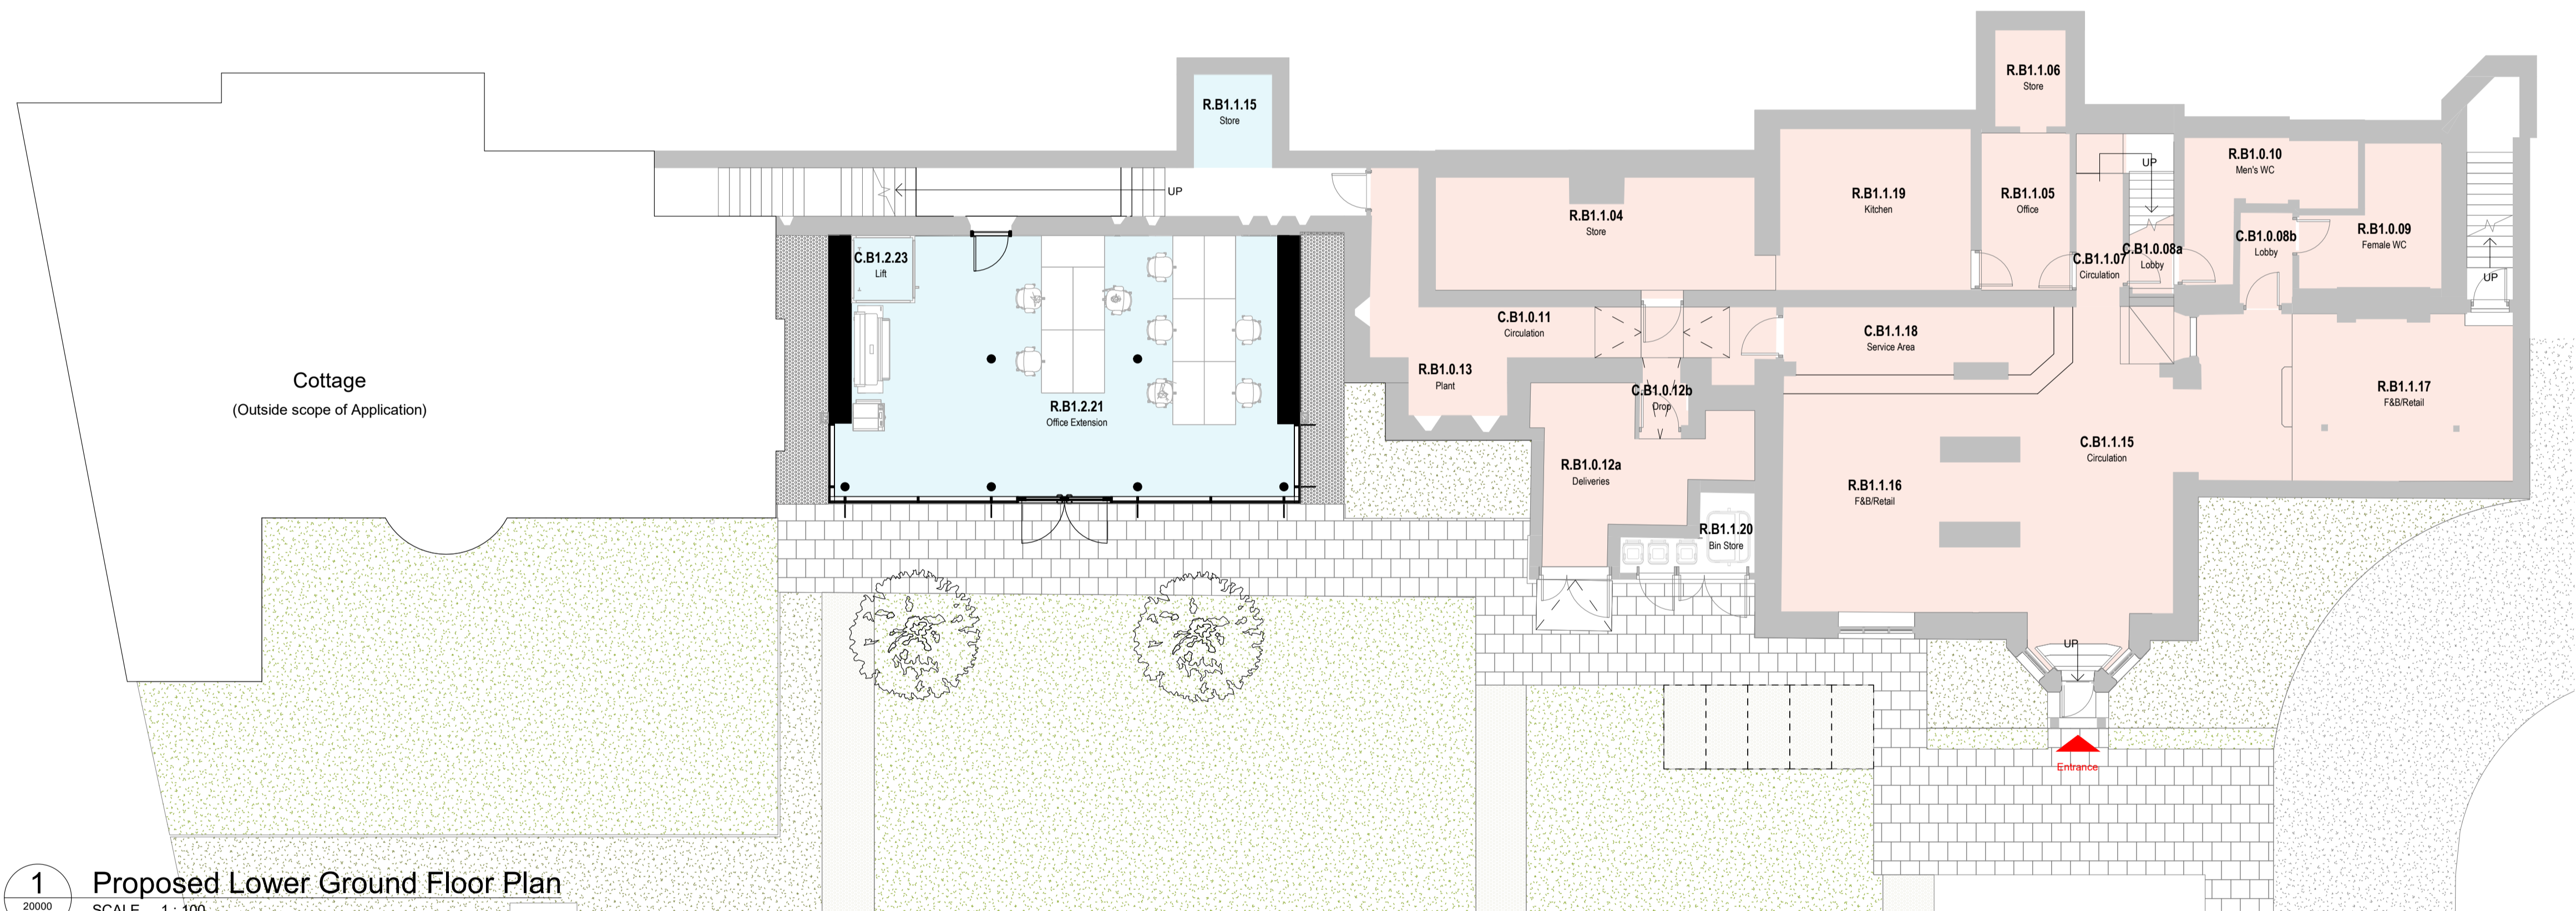 R.B1.1.06
Store
R.B1.1.15
Store
R.B1.0.10
Men's WC
UP
R.B1.1.19
Kitchen
R.B1.1.05
Office
UP
R.B1.1.04
Store
C.B1.0.08b
Lobby
R.B1.0.09
Female WC
C.B1.0.08a
Lobby
C.B1.1.07
Circulation
UP
C.B1.2.23
Lift
C.B1.0.11
Circulation
C.B1.1.18
Service Area
R.B1.0.13
Plant
Cottage
(Outside scope of Application)
C.B1.0.12b
Drop
R.B1.1.17
F&B/Retail
R.B1.2.21
Office Extension
C.B1.1.15
Circulation
R.B1.0.12a
Deliveries
R.B1.1.16
F&B/Retail
R.B1.1.20
Bin Store
UP
Entrance
1
20000
Proposed Lower Ground Floor Plan
SCALE 1 : 100